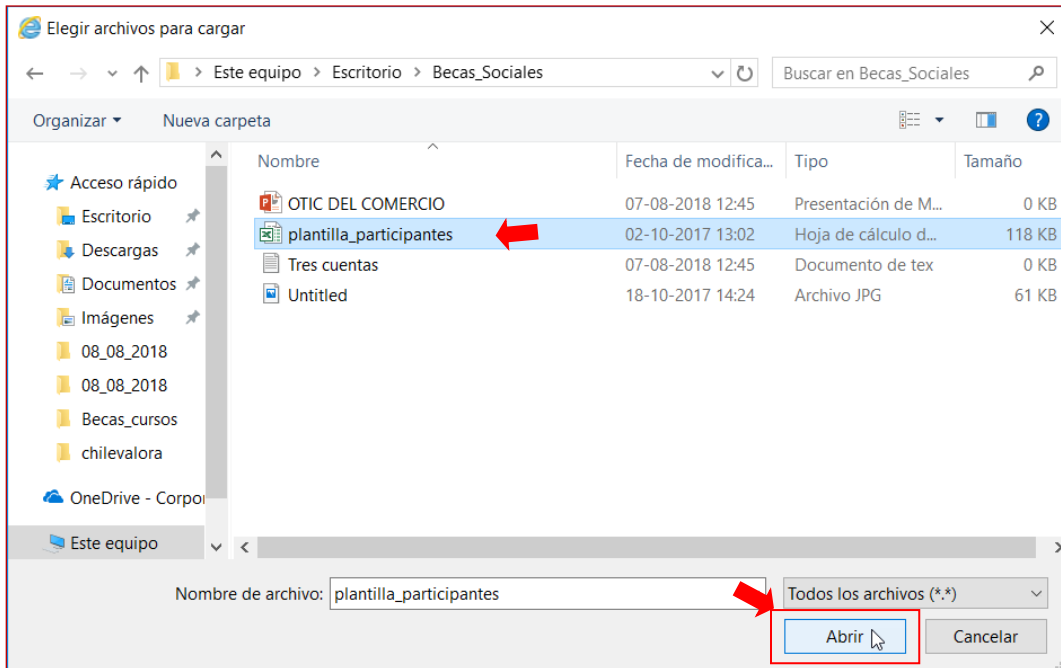 Elegir archivos para cargar
Este equipo > Escritorio > Becas_Sociales
Buscar en Becas_Sociales
Organizar
Nueva carpeta
Nombre Fecha de modifica... Tipo Tamaño
Acceso rápido
Escritorio
Descargas
Documentos
Imágenes
08_08_2018
08_08_2018
Becas_cursos
chilevalora
OneDrive - Corpor
Este equipo
OTIC DEL COMERCIO 07-08-2018 12:45 Presentación de M... 0 KB
plantilla_participantes 02-10-2017 13:02 Hoja de cálculo d... 118 KB
Tres cuentas 07-08-2018 12:45 Documento de tex 0 KB
Untitled 18-10-2017 14:24 Archivo JPG 61 KB
Nombre de archivo: plantilla_participantes
Todos los archivos (*.*)
Abrir
Cancelar